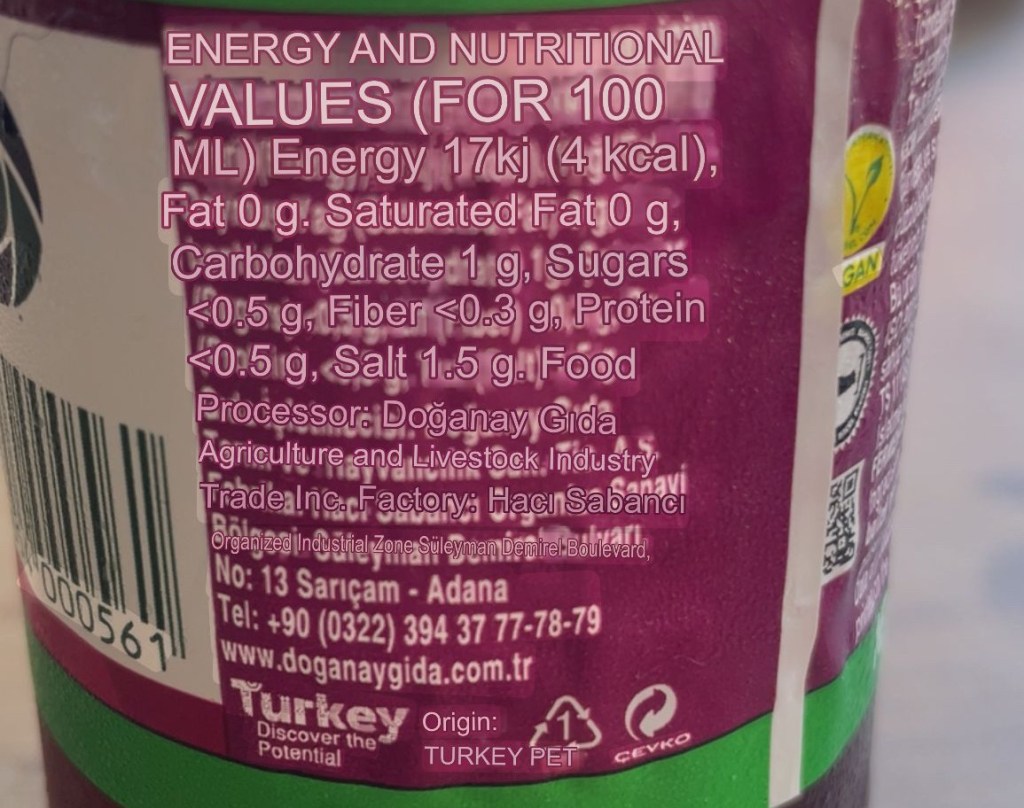 ENERGY AND NUTRITIONAL
VALUES (FOR 100
ML) Energy 17kj (4 kcal),
Fat 0 g. Saturated Fat 0 g,
Carbohydrate 1 g, Sugars
<0.5 g, Fiber <0.3 g, Protein
<0.5 g, Salt 1.5 g. Food
Processor: Doğanay Gıda
Agriculture and Livestock Industry
Trade Inc. Factory: Hacı Sabancı
Organized Industrial Zone Süleyman Demirel Boulevard,
No: 13 Sarıçam - Adana
Tel: +90 (0322) 394 37 77-78-79
www.doganaygida.com.tr
Turkey
Discover the
Potential
Origin:
TURKEY PET
1
ÇEVKO
000561